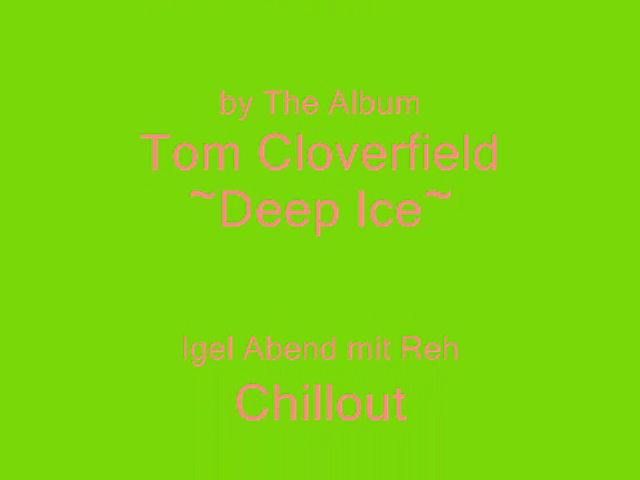 by The Album
Tom Cloverfield
~Deep Ice~
Igel Abend mit Reh
Chillout